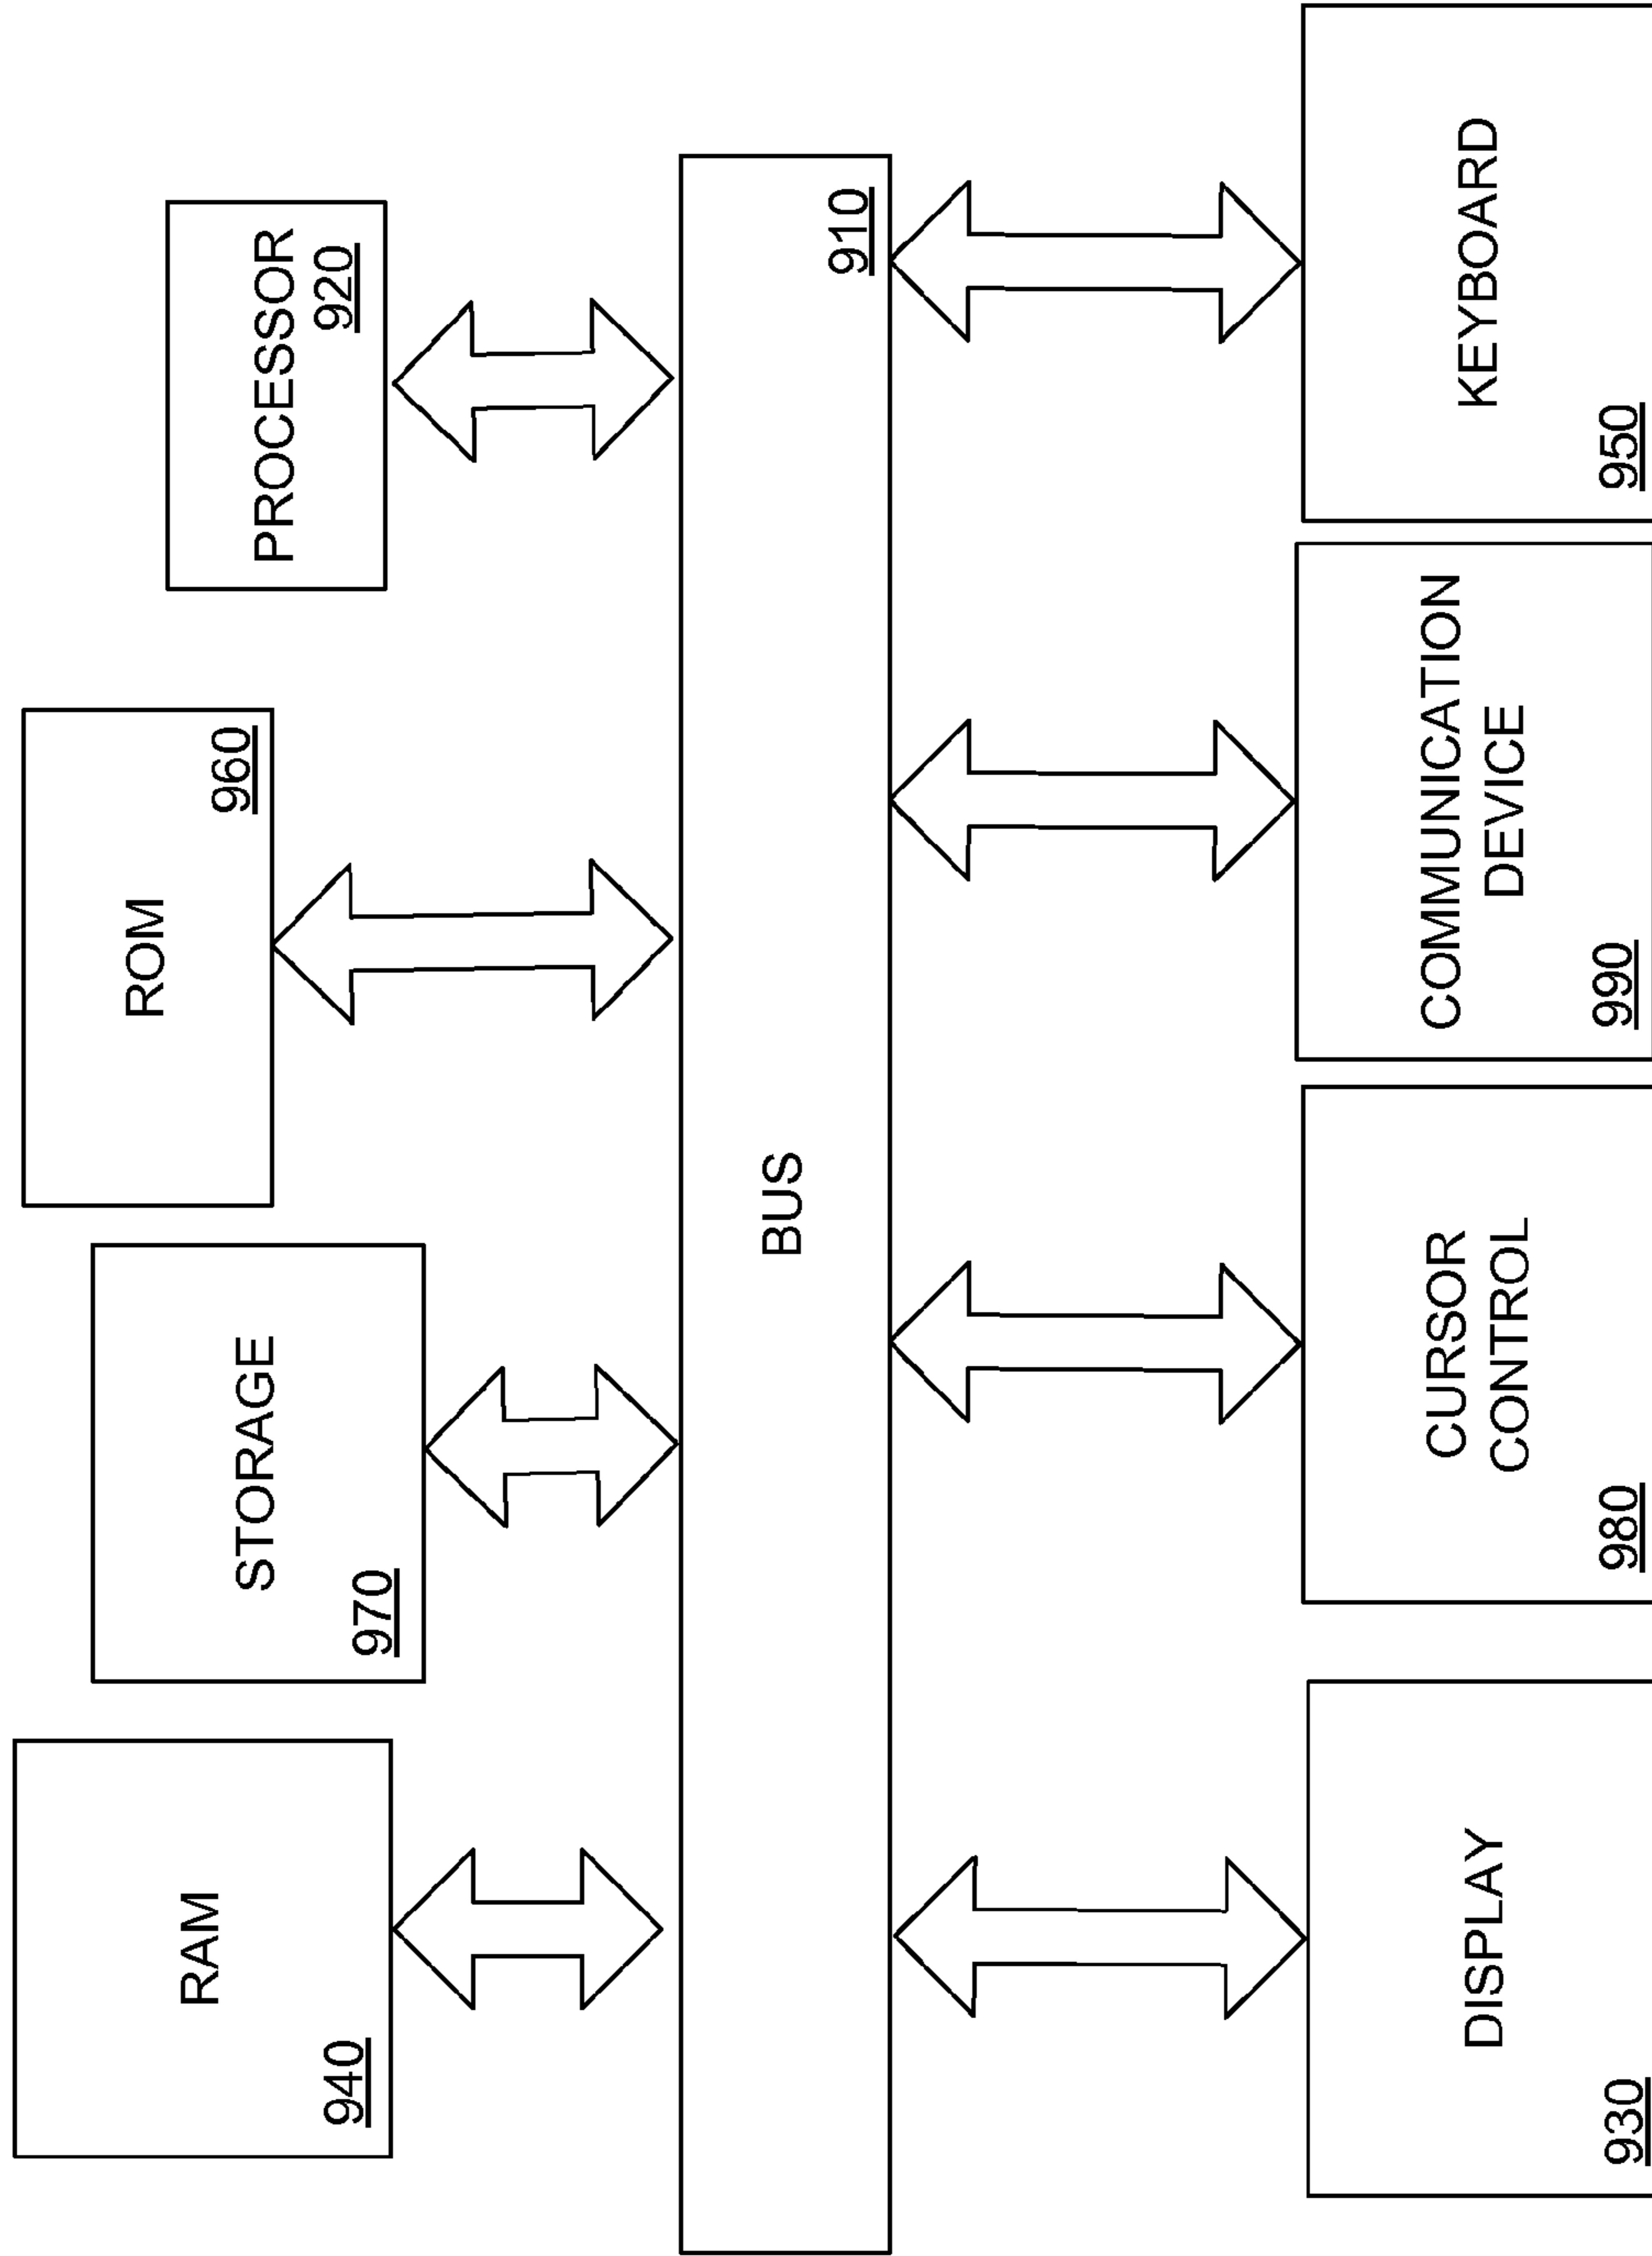 RAM
940
STORAGE
970
ROM
960
PROCESSOR
920
BUS
910
DISPLAY
930
CURSOR
CONTROL
980
COMMUNICATION
DEVICE
990
KEYBOARD
950